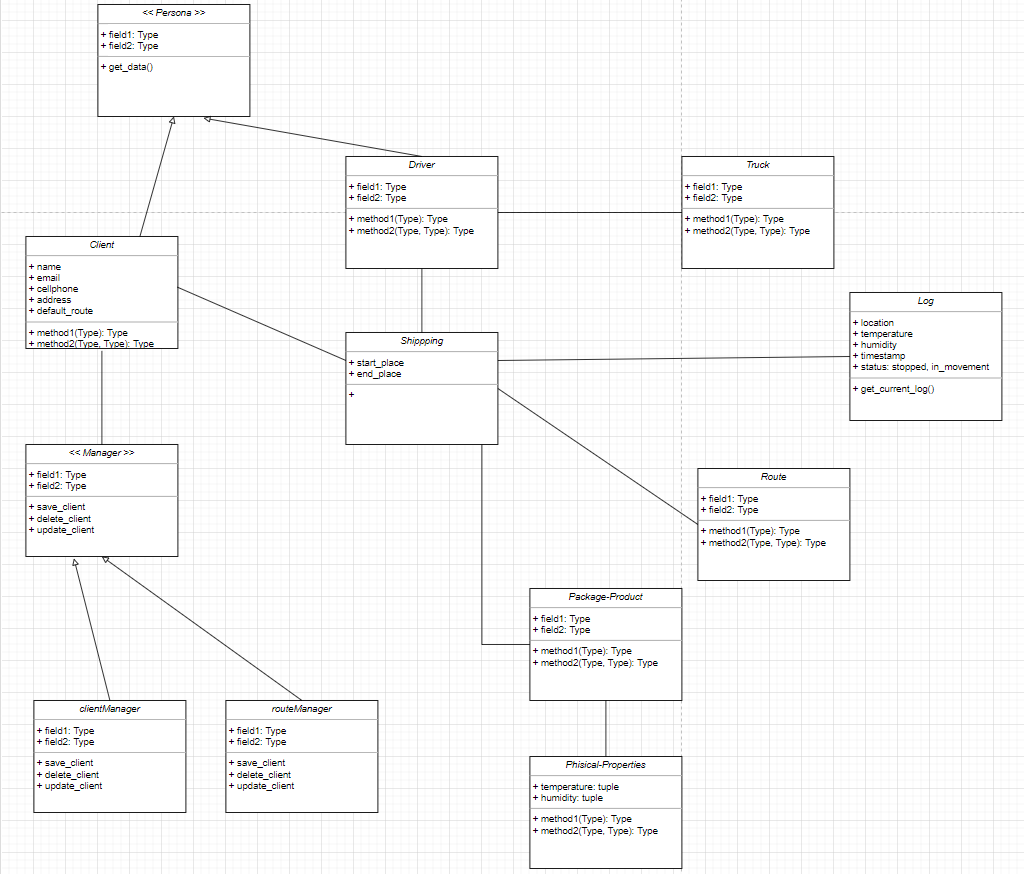 << Persona >>
+ field1: Type
+ field2: Type
+ get_data()
Driver
+ field1: Type
+ field2: Type
+ method1(Type): Type
+ method2(Type, Type): Type
Truck
+ field1: Type
+ field2: Type
+ method1(Type): Type
+ method2(Type, Type): Type
Client
+ name
+ email
+ cellphone
+ address
+ default_route
+ method1(Type): Type
+ method2(Type, Type): Type
Shippping
+ start_place
+ end_place
+
Log
+ location
+ temperature
+ humidity
+ timestamp
+ status: stopped, in_movement
+ get_current_log()
<< Manager >>
+ field1: Type
+ field2: Type
+ save_client
+ delete_client
+ update_client
Route
+ field1: Type
+ field2: Type
+ method1(Type): Type
+ method2(Type, Type): Type
Package-Product
+ field1: Type
+ field2: Type
+ method1(Type): Type
+ method2(Type, Type): Type
clientManager
+ field1: Type
+ field2: Type
+ save_client
+ delete_client
+ update_client
routeManager
+ field1: Type
+ field2: Type
+ save_client
+ delete_client
+ update_client
Phisical-Properties
+ temperature: tuple
+ humidity: tuple
+ method1(Type): Type
+ method2(Type, Type): Type